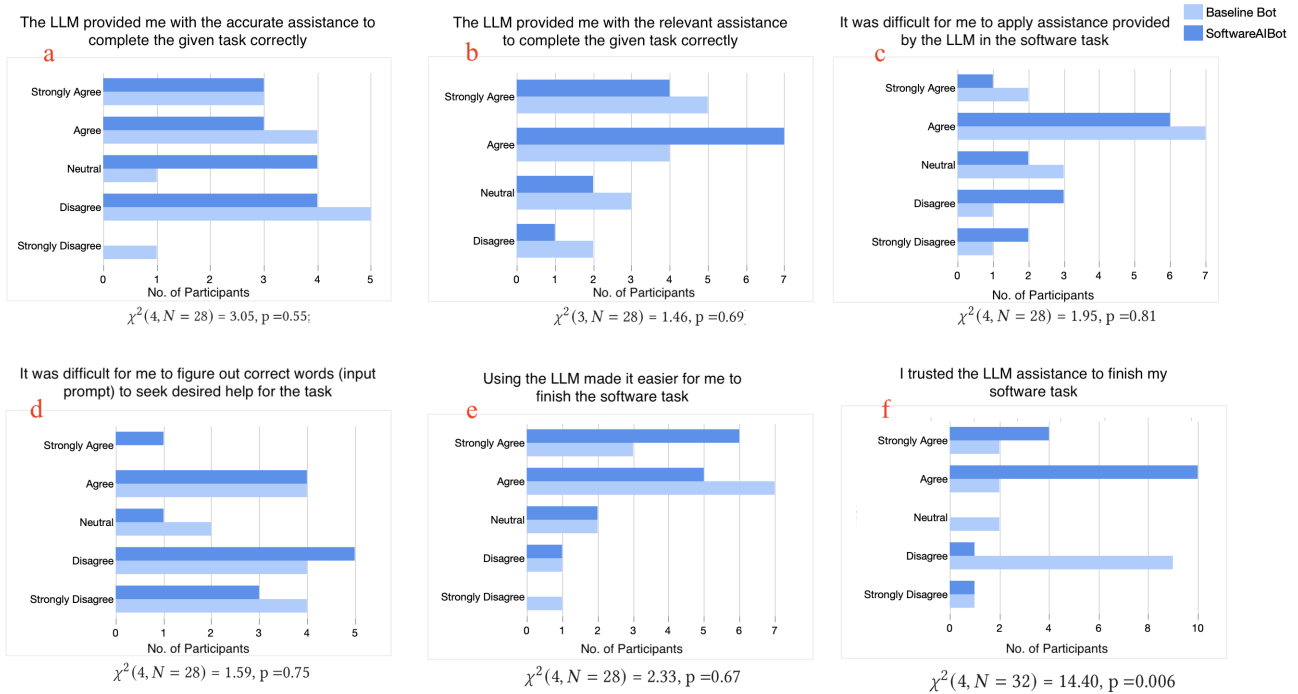 Baseline Bot
SoftwareAIBot
The LLM provided me with the accurate assistance to
complete the given task correctly
a
Strongly Agree
Agree
Neutral
Disagree
Strongly Disagree
0 1 2 3 4 5
No. of Participants
χ²(4, N = 28) = 3.05, p =0.55;
The LLM provided me with the relevant assistance
to complete the given task correctly
b
Strongly Agree
Agree
Neutral
Disagree
0 1 2 3 4 5 6 7
No. of Participants
χ²(3, N = 28) = 1.46, p =0.69
It was difficult for me to apply assistance provided
by the LLM in the software task
c
Strongly Agree
Agree
Neutral
Disagree
Strongly Disagree
0 1 2 3 4 5 6 7
No. of Participants
χ²(4, N = 28) = 1.95, p =0.81
It was difficult for me to figure out correct words (input
prompt) to seek desired help for the task
d
Strongly Agree
Agree
Neutral
Disagree
Strongly Disagree
0 1 2 3 4 5
No. of Participants
χ²(4, N = 28) = 1.59, p =0.75
Using the LLM made it easier for me to
finish the software task
e
Strongly Agree
Agree
Neutral
Disagree
Strongly Disagree
0 1 2 3 4 5 6 7
No. of Participants
χ²(4, N = 28) = 2.33, p =0.67
I trusted the LLM assistance to finish my
software task
f
Strongly Agree
Agree
Neutral
Disagree
Strongly Disagree
0 2 4 6 8 10
No. of Participants
χ²(4, N = 32) = 14.40, p =0.006